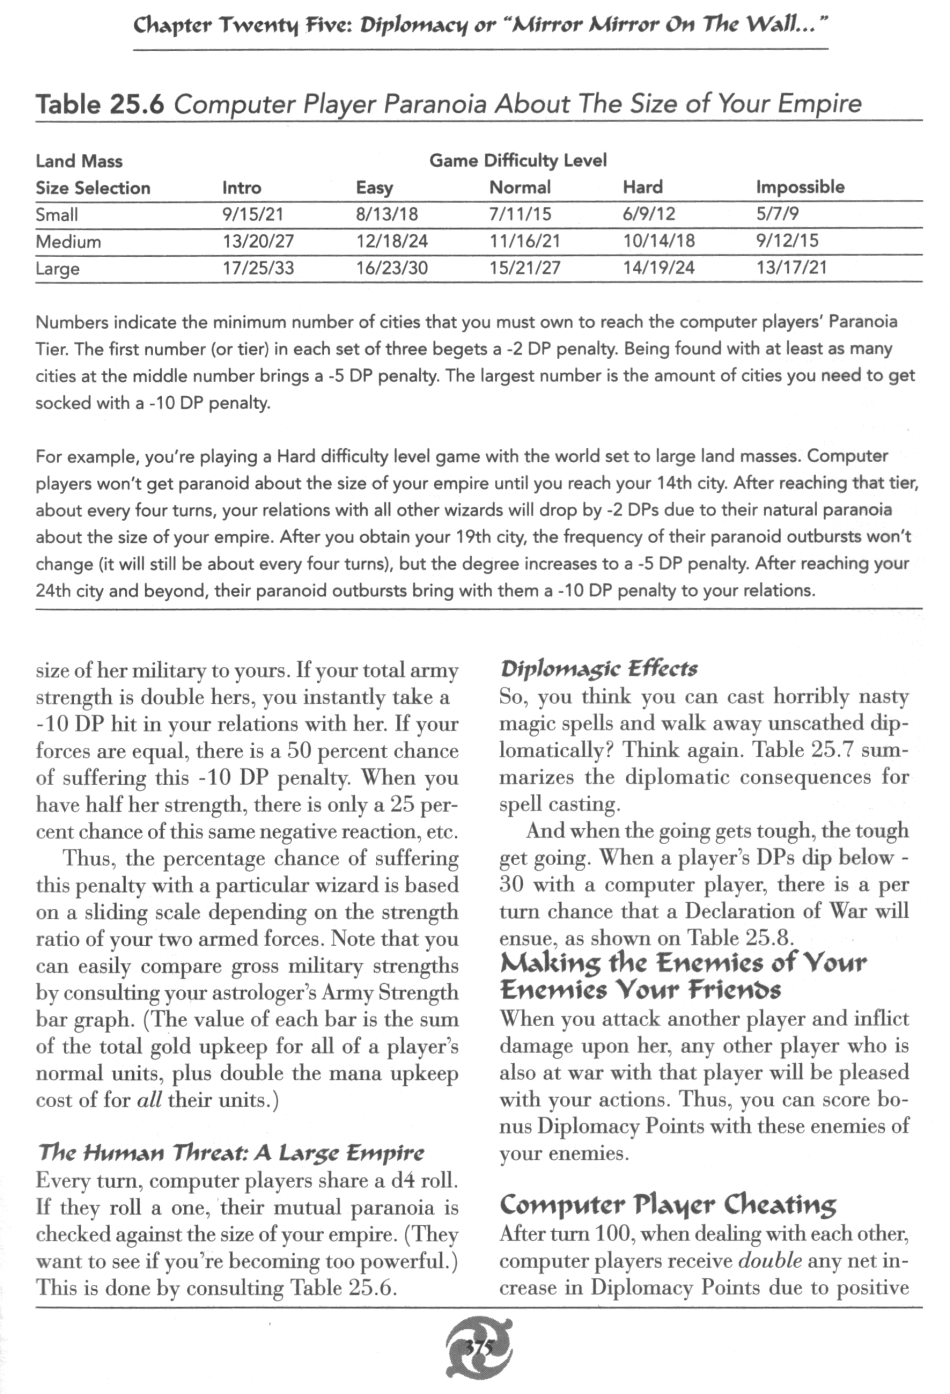 Chapter Twenty Five: Diplomacy or "Mirror Mirror On The Wall..."
Table 25.6 Computer Player Paranoia About The Size of Your Empire
Land Mass Game Difficulty Level
Size Selection Intro Easy Normal Hard Impossible
Small 9/15/21 8/13/18 7/11/15 6/9/12 5/7/9
Medium 13/20/27 12/18/24 11/16/21 10/14/18 9/12/15
Large 17/25/33 16/23/30 15/21/27 14/19/24 13/17/21
Numbers indicate the minimum number of cities that you must own to reach the computer players' Paranoia
Tier. The first number (or tier) in each set of three begets a -2 DP penalty. Being found with at least as many
cities at the middle number brings a -5 DP penalty. The largest number is the amount of cities you need to get
socked with a -10 DP penalty.
For example, you're playing a Hard difficulty level game with the world set to large land masses. Computer
players won't get paranoid about the size of your empire until you reach your 14th city. After reaching that tier,
about every four turns, your relations with all other wizards will drop by -2 DPs due to their natural paranoia
about the size of your empire. After you obtain your 19th city, the frequency of their paranoid outbursts won't
change (it will still be about every four turns), but the degree increases to a -5 DP penalty. After reaching your
24th city and beyond, their paranoid outbursts bring with them a -10 DP penalty to your relations.
size of her military to yours. If your total army
strength is double hers, you instantly take a
-10 DP hit in your relations with her. If your
forces are equal, there is a 50 percent chance
of suffering this -10 DP penalty. When you
have half her strength, there is only a 25 per-
cent chance of this same negative reaction, etc.
Thus, the percentage chance of suffering
this penalty with a particular wizard is based
on a sliding scale depending on the strength
ratio of your two armed forces. Note that you
can easily compare gross military strengths
by consulting your astrologer's Army Strength
bar graph. (The value of each bar is the sum
of the total gold upkeep for all of a player's
normal units, plus double the mana upkeep
cost of for all their units.)
The Human Threat: A Large Empire
Every turn, computer players share a d4 roll.
If they roll a one, their mutual paranoia is
checked against the size of your empire. (They
want to see if you're becoming too powerful.)
This is done by consulting Table 25.6.
Diplomagic Effects
So, you think you can cast horribly nasty
magic spells and walk away unscathed dip-
lomatically? Think again. Table 25.7 sum-
marizes the diplomatic consequences for
spell casting.
And when the going gets tough, the tough
get going. When a player's DPs dip below -
30 with a computer player, there is a per
turn chance that a Declaration of War will
ensue, as shown on Table 25.8.
Making the Enemies of Your
Enemies Your Friends
When you attack another player and inflict
damage upon her, any other player who is
also at war with that player will be pleased
with your actions. Thus, you can score bo-
nus Diplomacy Points with these enemies of
your enemies.
Computer Player Cheating
After turn 100, when dealing with each other,
computer players receive double any net in-
crease in Diplomacy Points due to positive
375